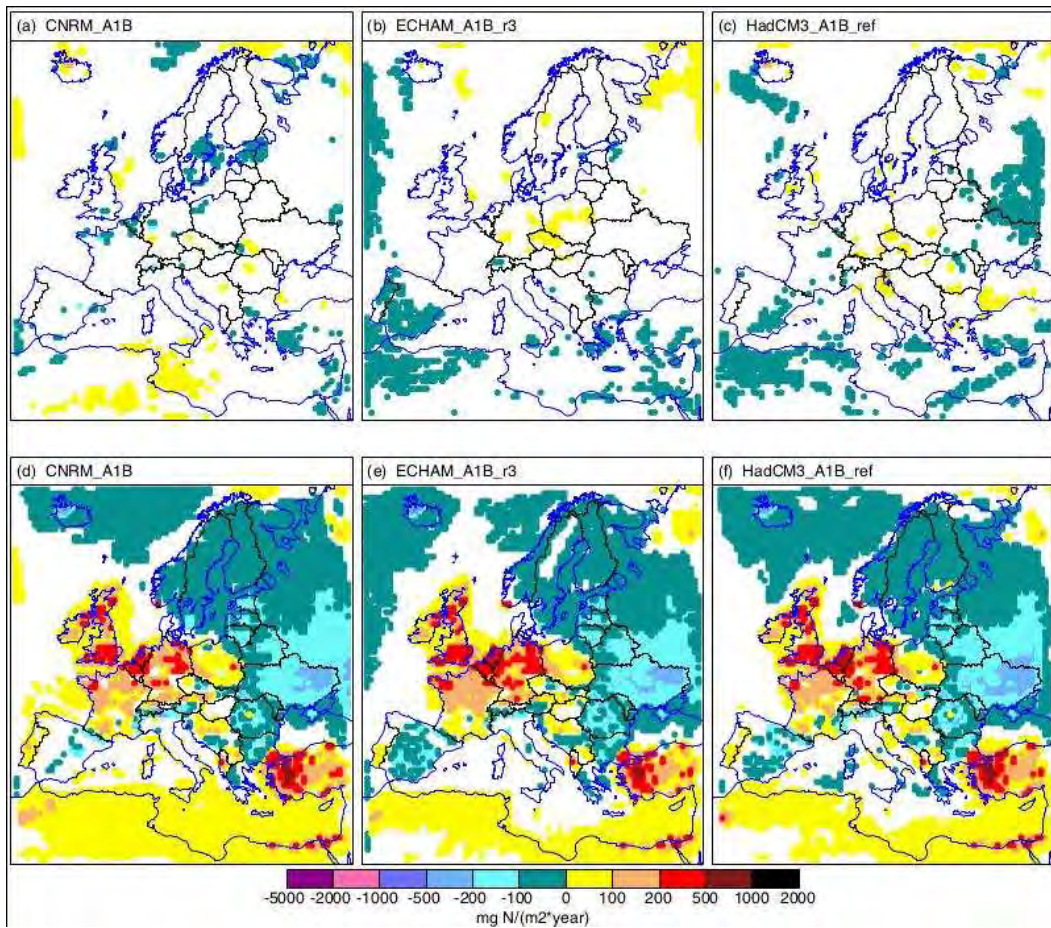 (a) CNRM_A1B
(b) ECHAM_A1B_r3
(c) HadCM3_A1B_ref
(d) CNRM_A1B
(e) ECHAM_A1B_r3
(f) HadCM3_A1B_ref
-5000 -2000 -1000 -500 -200 -100 0 100 200 500 1000 2000
mg N/(m2*year)